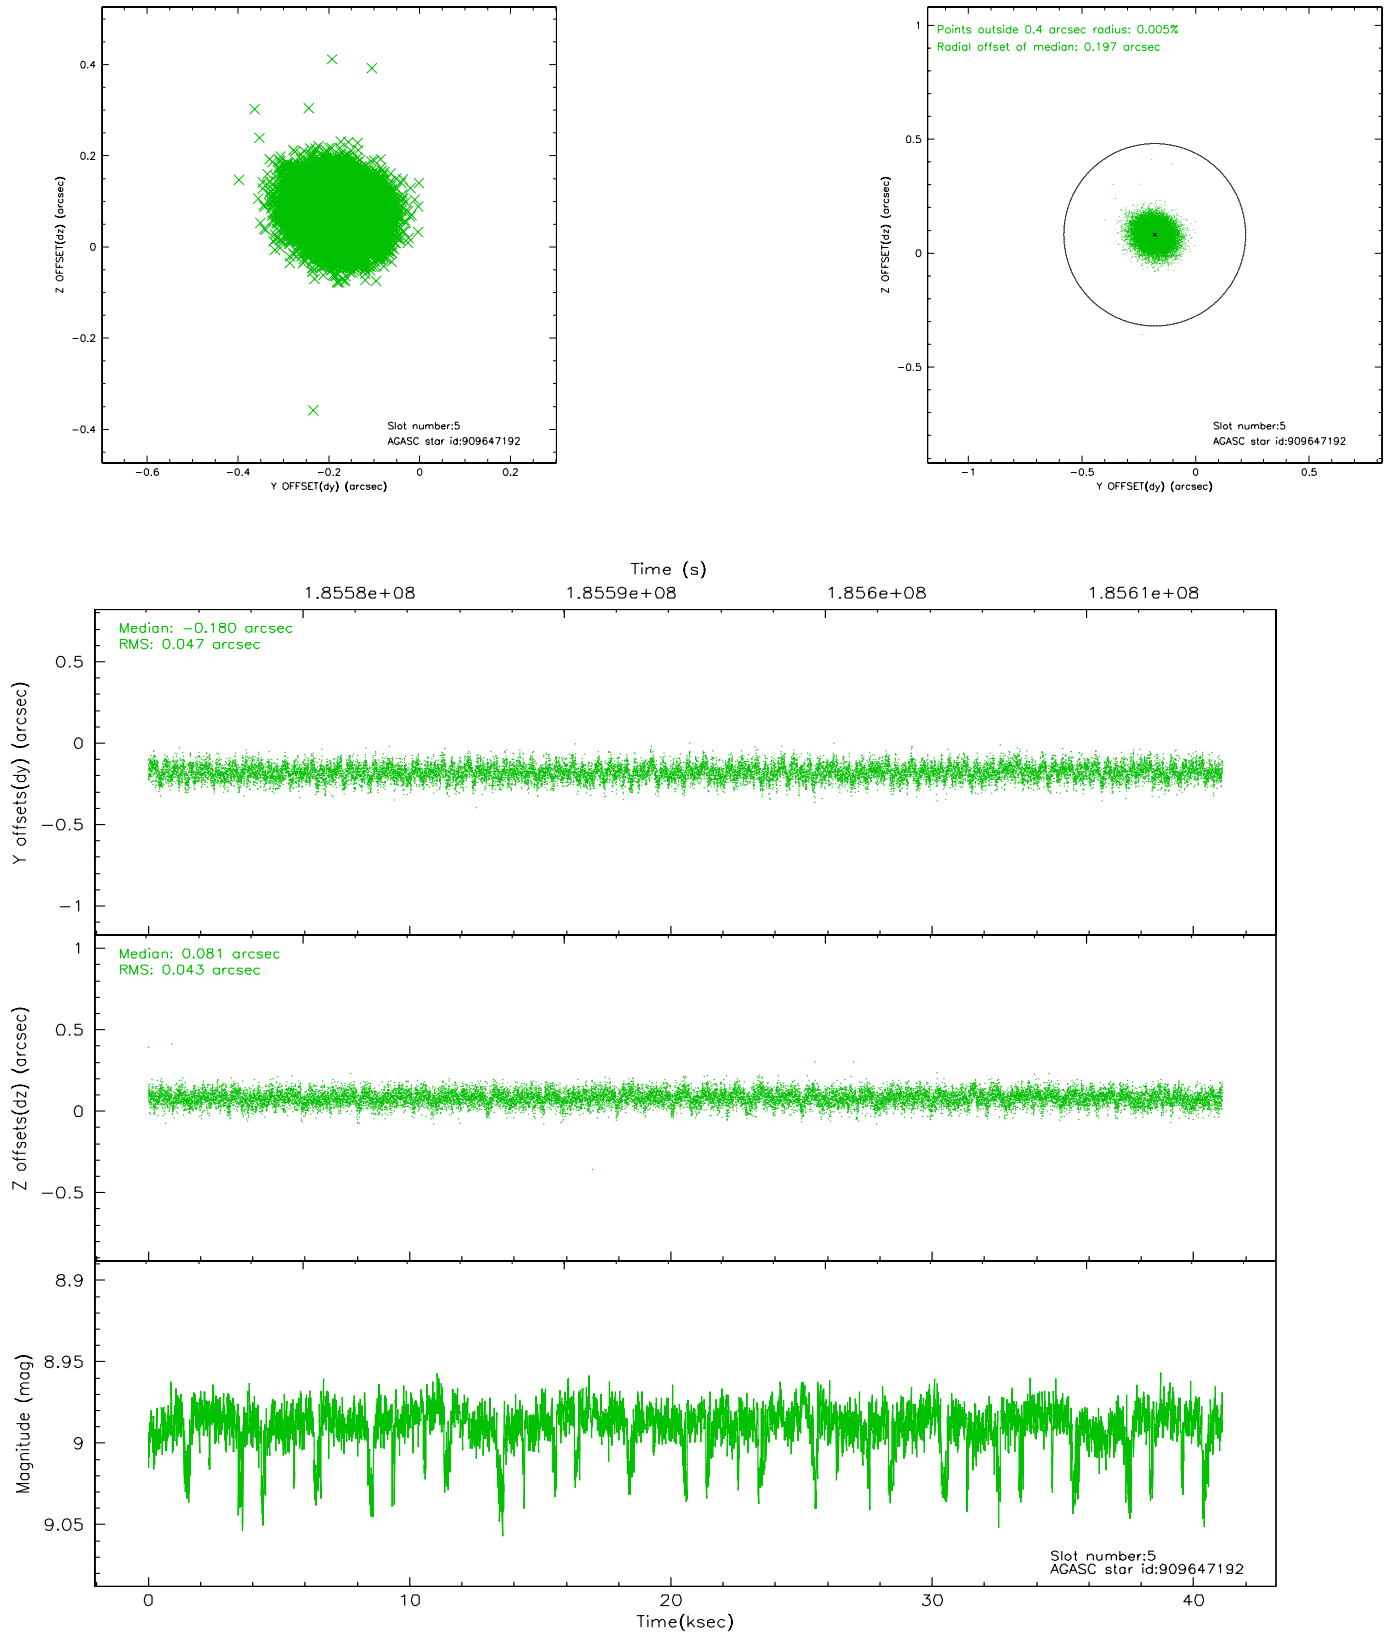 0.4
0.2
0
-0.2
-0.4
Z OFFSET(dz) (arcsec)
Slot number:5
AGASC star id:909647192
-0.6 -0.4 -0.2 0 0.2
Y OFFSET(dy) (arcsec)
Points outside 0.4 arcsec radius: 0.005%
Radial offset of median: 0.197 arcsec
1
0.5
0
-0.5
Z OFFSET(dz) (arcsec)
Slot number:5
AGASC star id:909647192
-1 -0.5 0 0.5
Y OFFSET(dy) (arcsec)
Time (s)
1.8558e+08 1.8559e+08 1.856e+08 1.8561e+08
Median: -0.180 arcsec
RMS: 0.047 arcsec
0.5
0
-0.5
-1
Y offsets(dy) (arcsec)
Median: 0.081 arcsec
RMS: 0.043 arcsec
1
0.5
0
-0.5
Z offsets(dz) (arcsec)
8.9
8.95
9
9.05
Magnitude (mag)
Slot number:5
AGASC star id:909647192
0 10 20 30 40
Time(ksec)